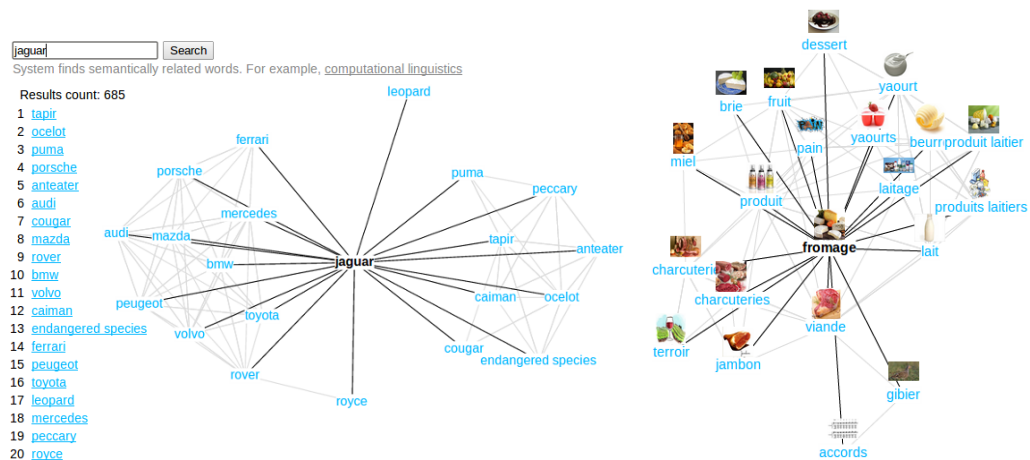 jaguar
Search
System finds semantically related words. For example, computational linguistics
Results count: 685
1 tapir
2 ocelot
3 puma
4 porsche
5 anteater
6 audi
7 cougar
8 mazda
9 rover
10 bmw
11 volvo
12 caiman
13 endangered species
14 ferrari
15 peugeot
16 toyota
17 leopard
18 mercedes
19 peccary
20 royce
leopard
ferrari
porsche
puma
peccary
mercedes
audi
mazda
tapir
anteater
bmw
jaguar
peugeot
caiman
ocelot
toyota
volvo
cougar
endangered species
rover
royce
dessert
yaourt
brie
fruit
yaourts
beurre
produit laitier
pain
miel
laitage
produit
produits laitiers
fromage
lait
charcuterie
charcuteries
viande
terroir
jambon
gibier
accords